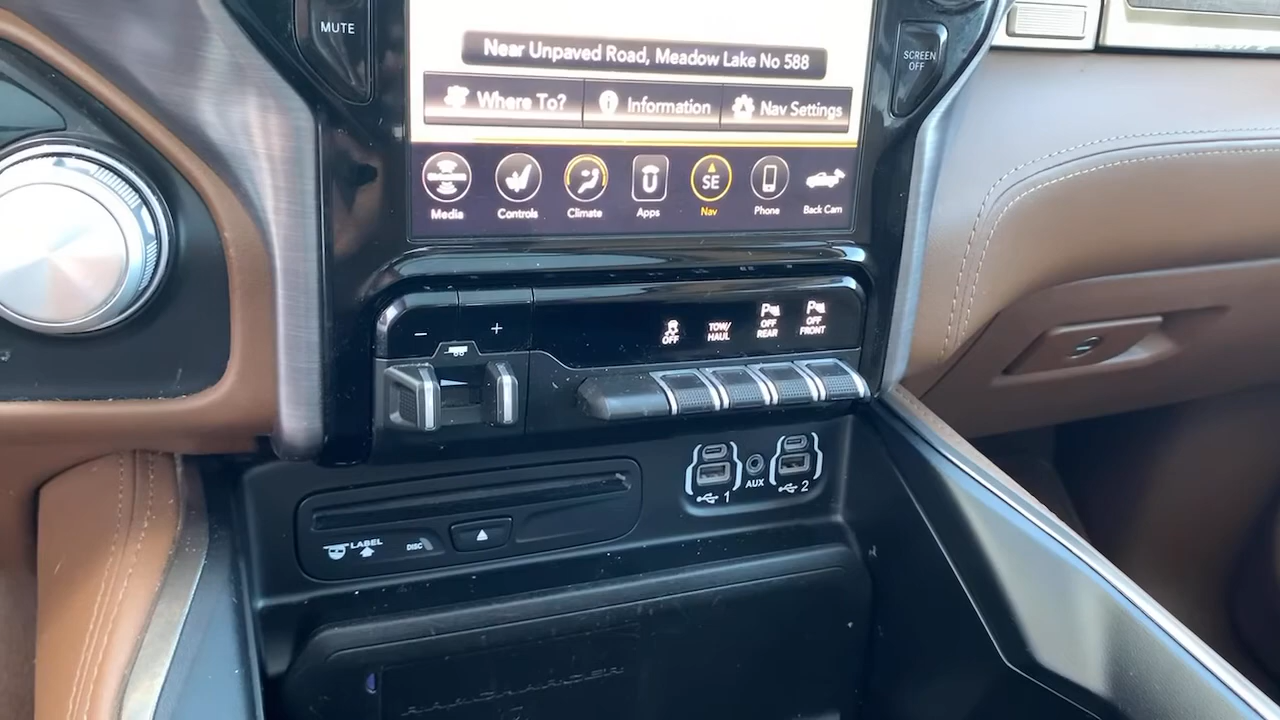 MUTE
SCREEN
OFF
Near Unpaved Road, Meadow Lake No 588
Where To?
Information
Nav Settings
SE
Media
Controls
Climate
Apps
Nav
Phone
Back Cam
− +
OFF
TOW/
HAUL
OFF
REAR
OFF
FRONT
1
AUX
2
LABEL
DISC